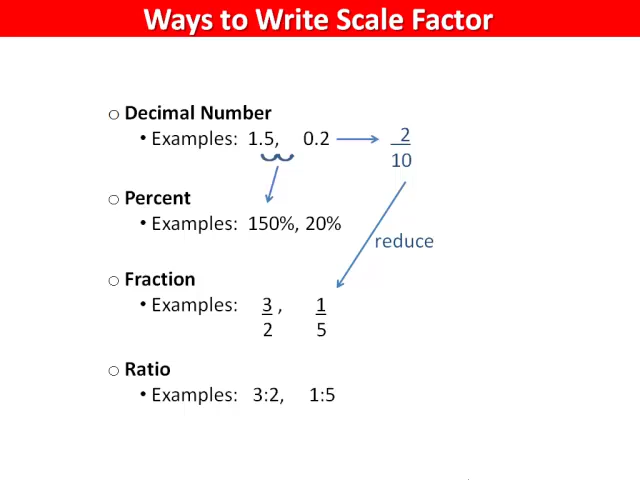 Ways to Write Scale Factor
○ Decimal Number
• Examples: 1.5, 0.2
2
10
○ Percent
• Examples: 150%, 20%
reduce
○ Fraction
• Examples: 3 , 1
2 5
○ Ratio
• Examples: 3:2, 1:5